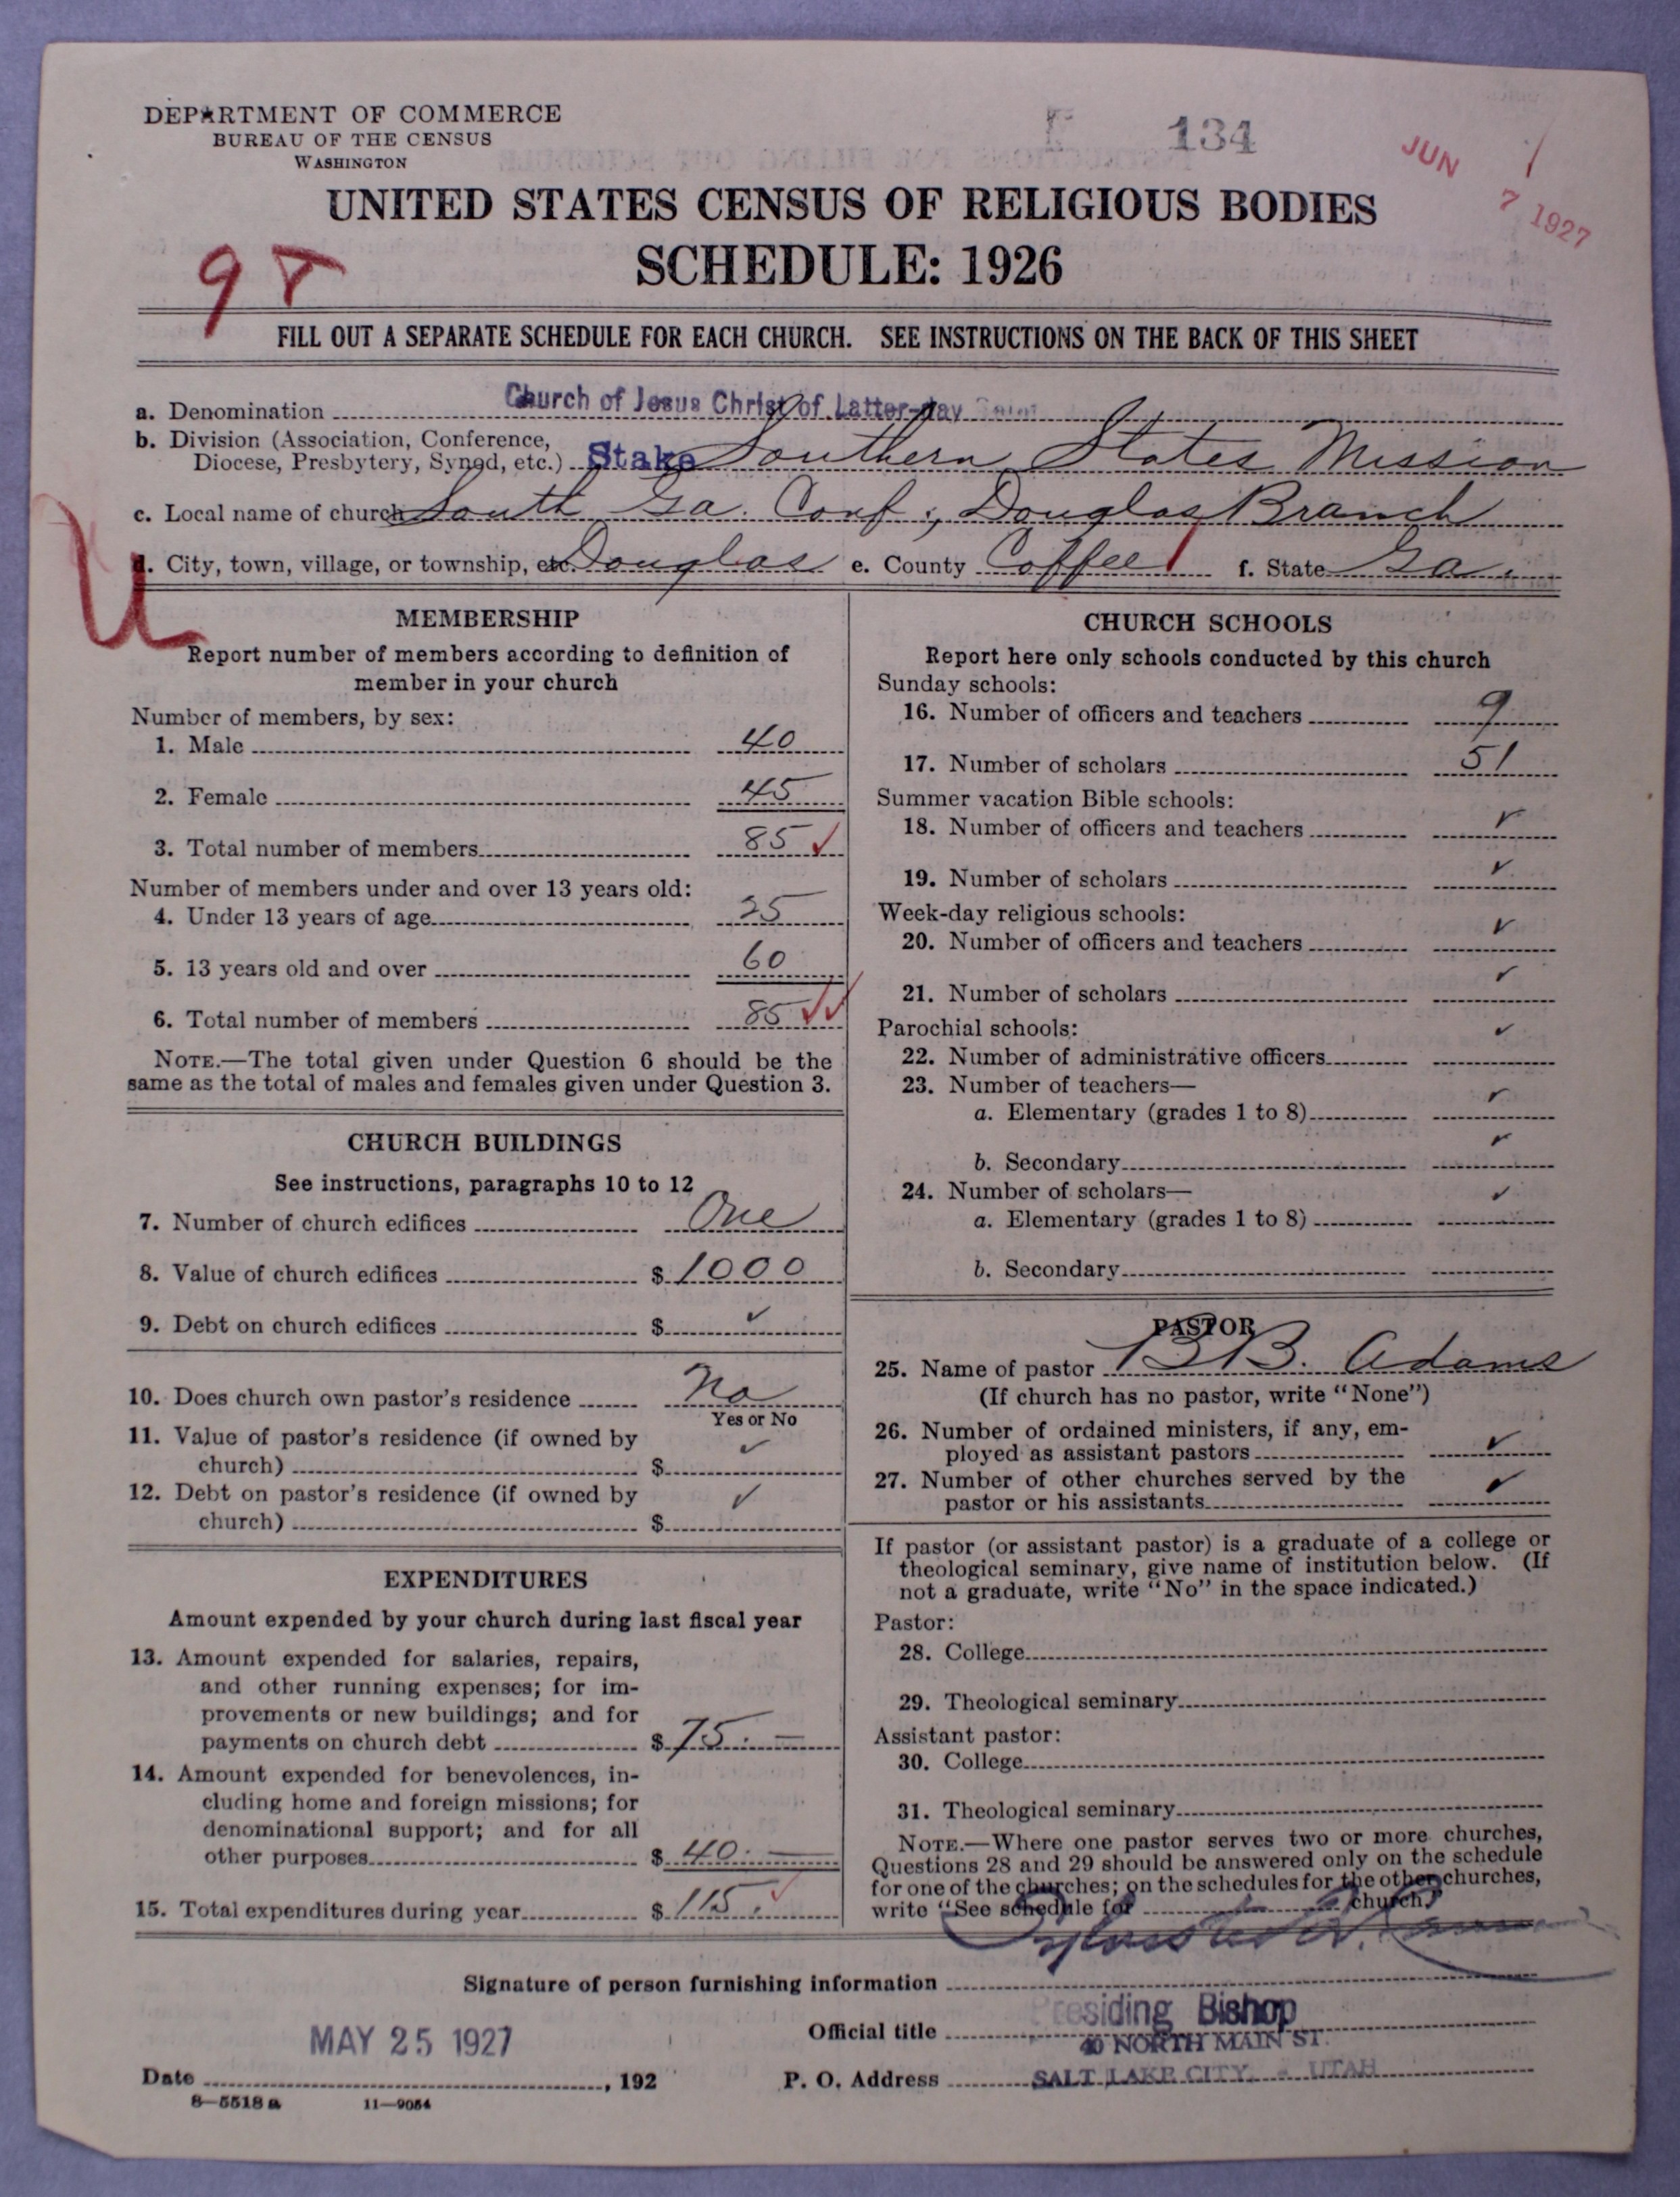 DEPARTMENT OF COMMERCE
BUREAU OF THE CENSUS
WASHINGTON
134
JUN 7 1927
UNITED STATES CENSUS OF RELIGIOUS BODIES
SCHEDULE: 1926
9
FILL OUT A SEPARATE SCHEDULE FOR EACH CHURCH. SEE INSTRUCTIONS ON THE BACK OF THIS SHEET
a. Denomination Church of Jesus Christ of Latter-day Saint
b. Division (Association, Conference, Diocese, Presbytery, Synod, etc.) Stake Southern States Mission
c. Local name of church South Ga. Conf., Douglas Branch
d. City, town, village, or township, etc. Douglas e. County Coffee f. State Ga.
MEMBERSHIP
Report number of members according to definition of
member in your church
Number of members, by sex:
1. Male 40
2. Female 45
3. Total number of members 85 ✓
Number of members under and over 13 years old:
4. Under 13 years of age 25
5. 13 years old and over 60
6. Total number of members 85 ✓✓
NOTE.—The total given under Question 6 should be the
same as the total of males and females given under Question 3.
CHURCH BUILDINGS
See instructions, paragraphs 10 to 12
7. Number of church edifices One
8. Value of church edifices $ 1000
9. Debt on church edifices $ ✓
10. Does church own pastor's residence No
Yes or No
11. Value of pastor's residence (if owned by
church) $ ✓
12. Debt on pastor's residence (if owned by
church) $ ✓
EXPENDITURES
Amount expended by your church during last fiscal year
13. Amount expended for salaries, repairs,
and other running expenses; for im-
provements or new buildings; and for
payments on church debt $ 75.—
14. Amount expended for benevolences, in-
cluding home and foreign missions; for
denominational support; and for all
other purposes $ 40.—
15. Total expenditures during year $ 115. ✓
CHURCH SCHOOLS
Report here only schools conducted by this church
Sunday schools:
16. Number of officers and teachers 9
17. Number of scholars 51
Summer vacation Bible schools:
18. Number of officers and teachers ✓
19. Number of scholars ✓
Week-day religious schools:
20. Number of officers and teachers ✓
21. Number of scholars ✓
Parochial schools:
22. Number of administrative officers ✓
23. Number of teachers—
a. Elementary (grades 1 to 8) ✓
b. Secondary ✓
24. Number of scholars—
a. Elementary (grades 1 to 8) ✓
b. Secondary
PASTOR
25. Name of pastor B B. Adams
(If church has no pastor, write "None")
26. Number of ordained ministers, if any, em-
ployed as assistant pastors ✓
27. Number of other churches served by the
pastor or his assistants ✓
If pastor (or assistant pastor) is a graduate of a college or
theological seminary, give name of institution below. (If
not a graduate, write "No" in the space indicated.)
Pastor:
28. College
29. Theological seminary
Assistant pastor:
30. College
31. Theological seminary
NOTE.—Where one pastor serves two or more churches,
Questions 28 and 29 should be answered only on the schedule
for one of the churches; on the schedules for the other churches,
write "See schedule for church."
Signature of person furnishing information
Official title Presiding Bishop
40 NORTH MAIN ST.
MAY 25 1927
Date , 192
P. O. Address SALT LAKE CITY, UTAH
8—5518 a 11—9054